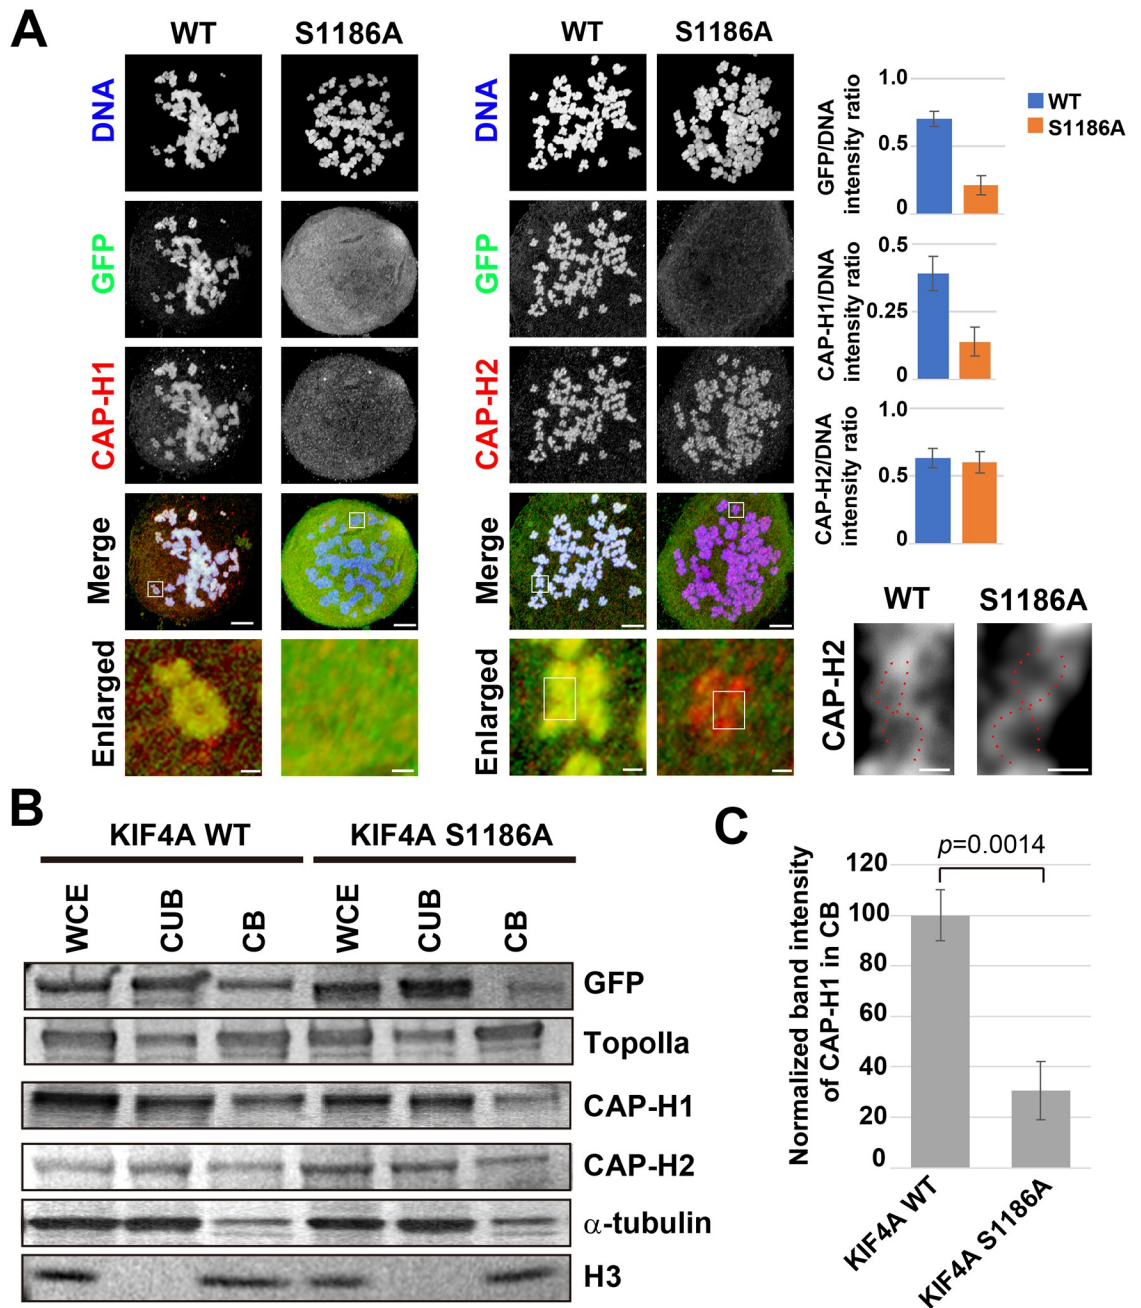 A
WT
S1186A
WT
S1186A
DNA
GFP
CAP-H1
Merge
Enlarged
DNA
GFP
CAP-H2
Merge
Enlarged
GFP/DNA
intensity ratio
1.0
0.5
0
WT
S1186A
CAP-H1/DNA
intensity ratio
0.5
0.25
0
CAP-H2/DNA
intensity ratio
1.0
0.5
0
WT
S1186A
CAP-H2
B
KIF4A WT
KIF4A S1186A
WCE
CUB
CB
WCE
CUB
CB
GFP
TopoIIa
CAP-H1
CAP-H2
α-tubulin
H3
C
Normalized band intensity
of CAP-H1 in CB
p=0.0014
120
100
80
60
40
20
0
KIF4A WT
KIF4A S1186A